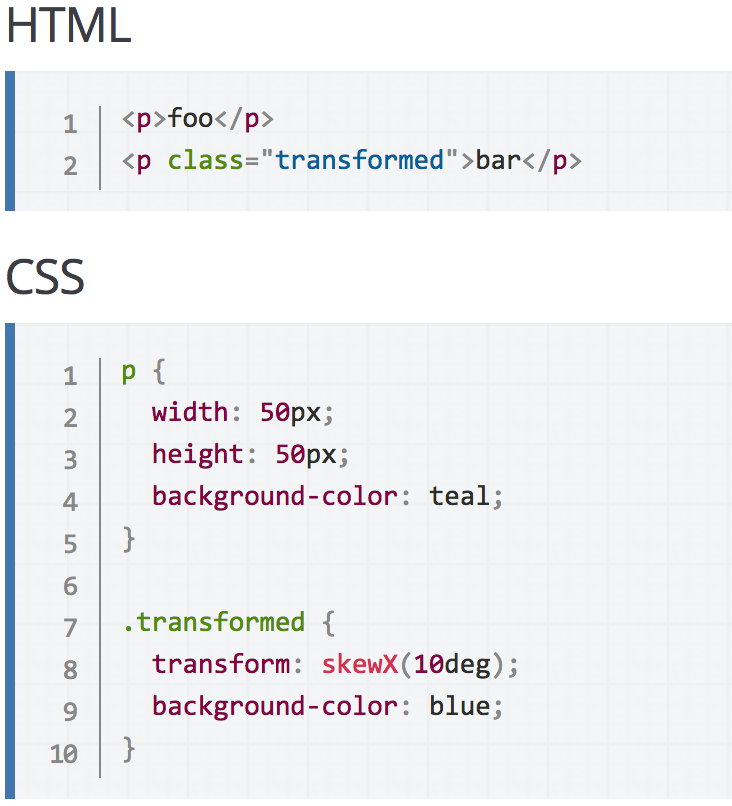 HTML
1 <p>foo</p>
2 <p class="transformed">bar</p>
CSS
1 p {
2   width: 50px;
3   height: 50px;
4   background-color: teal;
5 }
6
7 .transformed {
8   transform: skewX(10deg);
9   background-color: blue;
10 }